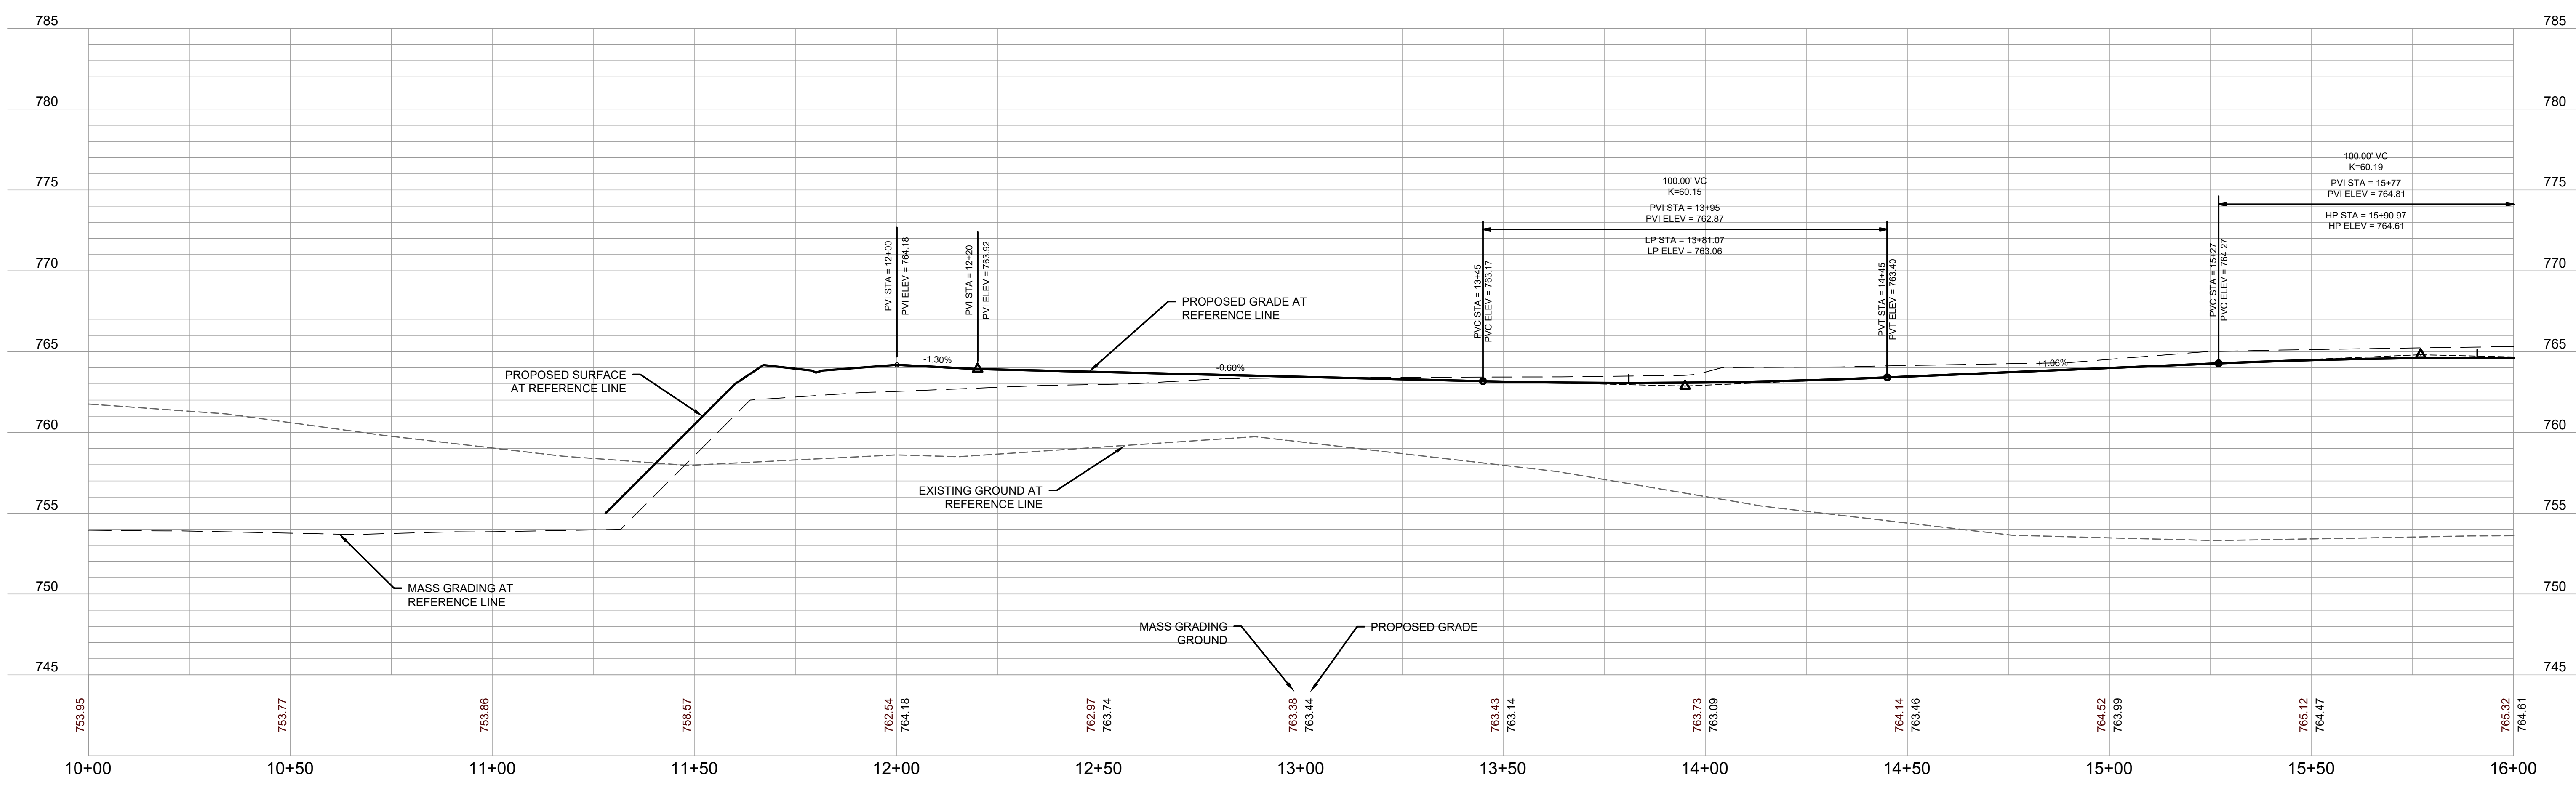 785
785
780
780
775
775
770
770
765
765
760
760
755
755
750
750
745
745
100.00' VC
K=60.19
PVI STA = 15+77
PVI ELEV = 764.81
HP STA = 15+90.97
HP ELEV = 764.61
100.00' VC
K=60.15
PVI STA = 13+95
PVI ELEV = 762.87
LP STA = 13+81.07
LP ELEV = 763.06
PVI STA = 12+00
PVI ELEV = 764.18
PVI STA = 12+20
PVI ELEV = 763.92
PVC STA = 13+45
PVC ELEV = 763.17
PVT STA = 14+45
PVT ELEV = 763.40
PVC STA = 15+27
PVC ELEV = 764.27
PROPOSED GRADE AT
REFERENCE LINE
-1.30%
-0.60%
+1.06%
PROPOSED SURFACE
AT REFERENCE LINE
EXISTING GROUND AT
REFERENCE LINE
MASS GRADING AT
REFERENCE LINE
MASS GRADING
GROUND
PROPOSED GRADE
753.95
753.77
753.86
758.57
762.54
764.18
762.97
763.74
763.38
763.44
763.43
763.14
763.73
763.09
764.14
763.46
764.52
763.99
765.12
764.47
765.32
764.61
10+00
10+50
11+00
11+50
12+00
12+50
13+00
13+50
14+00
14+50
15+00
15+50
16+00